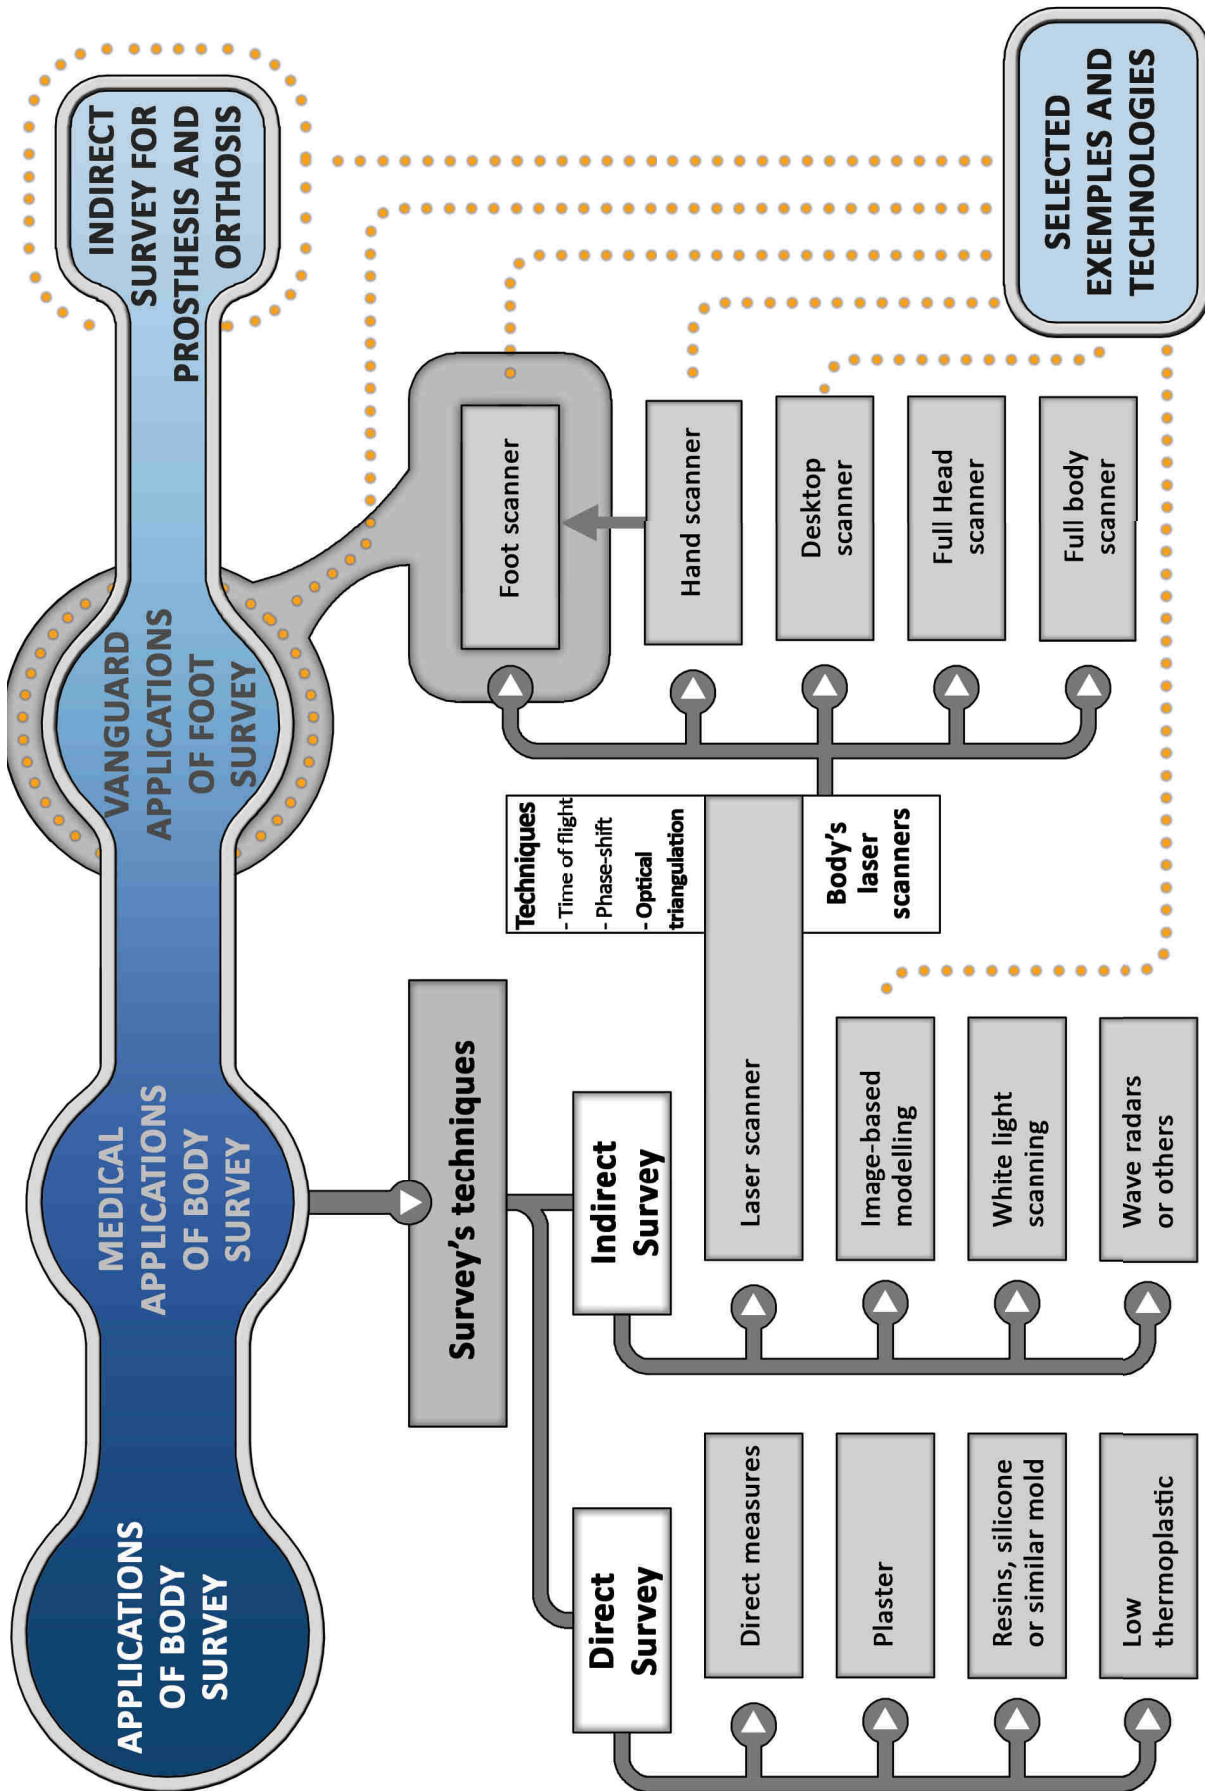 APPLICATIONS
OF BODY
SURVEY
MEDICAL
APPLICATIONS
OF BODY
SURVEY
VANGUARD
APPLICATIONS
OF FOOT
SURVEY
INDIRECT
SURVEY FOR
PROSTHESIS AND
ORTHOSIS
Survey's techniques
Direct
Survey
Direct measures
Plaster
Resins, silicone
or similar mold
Low
thermoplastic
Indirect
Survey
Laser scanner
Image-based
modelling
White light
scanning
Wave radars
or others
Techniques
- Time of flight
- Phase-shift
- Optical
triangulation
Body's
laser
scanners
Foot scanner
Hand scanner
Desktop
scanner
Full Head
scanner
Full body
scanner
SELECTED
EXEMPLES AND
TECHNOLOGIES